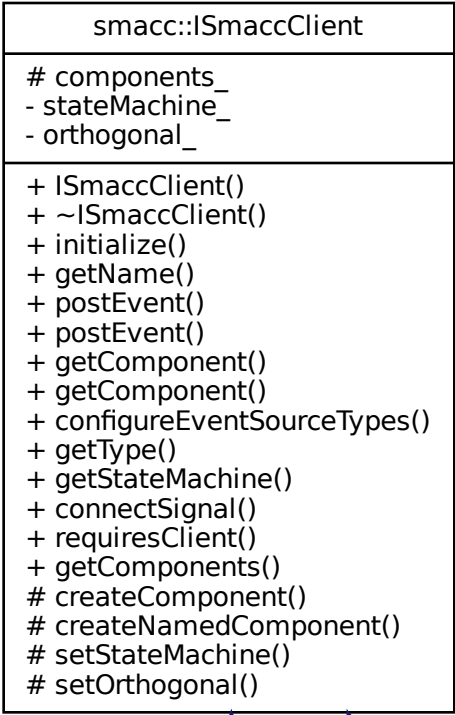 smacc::ISmaccClient
# components_
- stateMachine_
- orthogonal_
+ ISmaccClient()
+ ~ISmaccClient()
+ initialize()
+ getName()
+ postEvent()
+ postEvent()
+ getComponent()
+ getComponent()
+ configureEventSourceTypes()
+ getType()
+ getStateMachine()
+ connectSignal()
+ requiresClient()
+ getComponents()
# createComponent()
# createNamedComponent()
# setStateMachine()
# setOrthogonal()